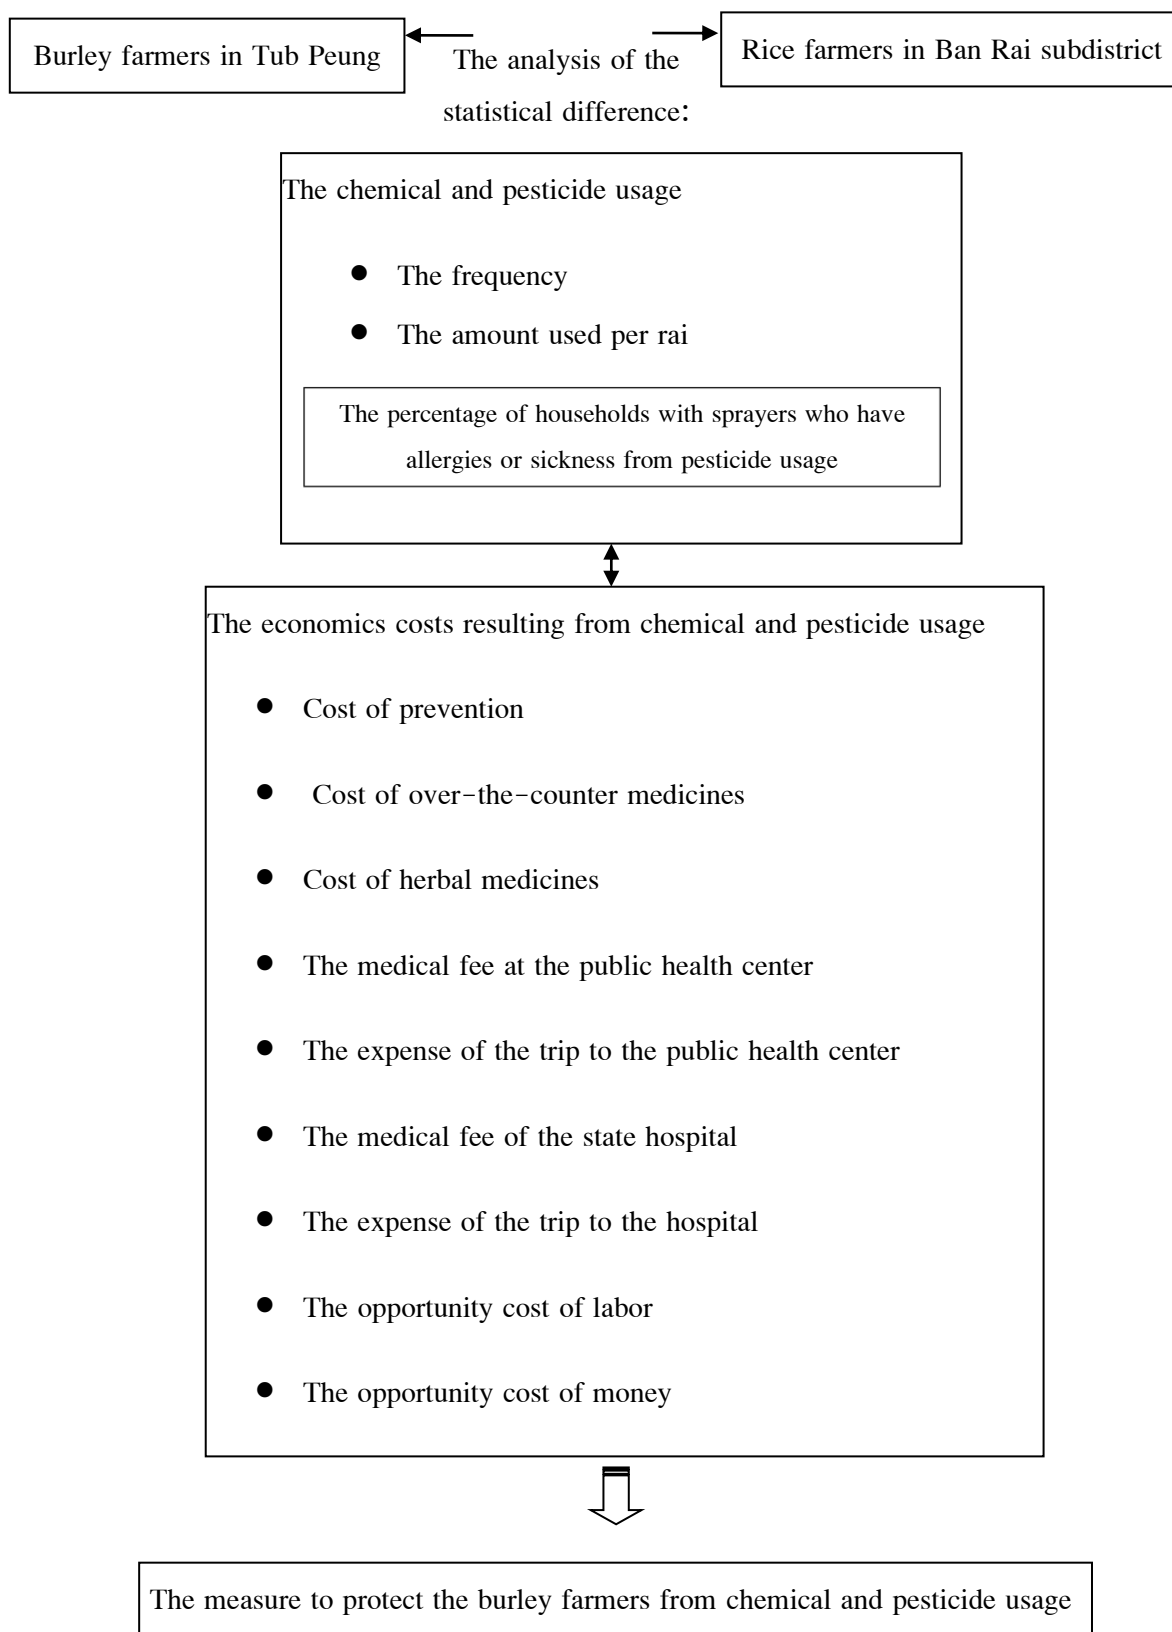 Burley farmers in Tub Peung
The analysis of the
statistical difference:
Rice farmers in Ban Rai subdistrict
The chemical and pesticide usage
● The frequency
● The amount used per rai
The percentage of households with sprayers who have
allergies or sickness from pesticide usage
The economics costs resulting from chemical and pesticide usage
● Cost of prevention
● Cost of over-the-counter medicines
● Cost of herbal medicines
● The medical fee at the public health center
● The expense of the trip to the public health center
● The medical fee of the state hospital
● The expense of the trip to the hospital
● The opportunity cost of labor
● The opportunity cost of money
The measure to protect the burley farmers from chemical and pesticide usage